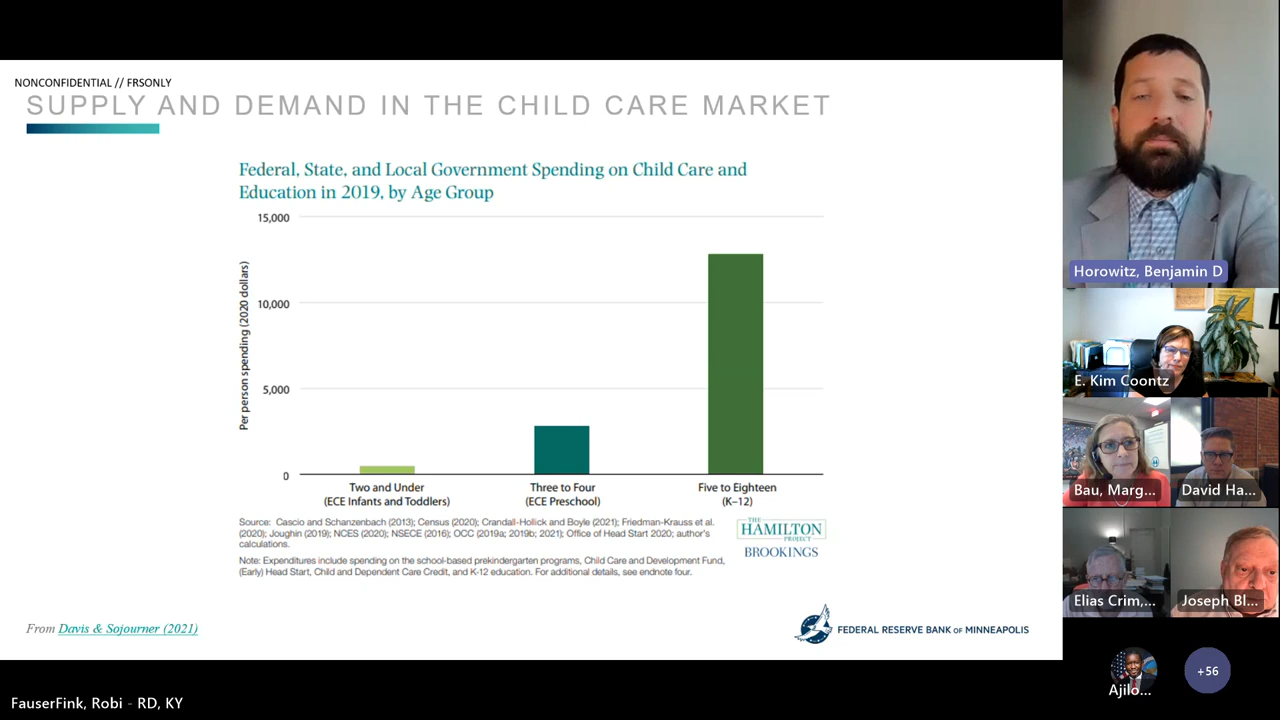 NONCONFIDENTIAL // FRSONLY
SUPPLY AND DEMAND IN THE CHILD CARE MARKET
Federal, State, and Local Government Spending on Child Care and
Education in 2019, by Age Group
Per person spending (2020 dollars)
15,000
10,000
5,000
0
Two and Under
(ECE Infants and Toddlers)
Three to Four
(ECE Preschool)
Five to Eighteen
(K–12)
Source: Cascio and Schanzenbach (2013); Census (2020); Crandall-Hollick and Boyle (2021); Friedman-Krauss et al.
(2020); Joughin (2019); NCES (2020); NSECE (2016); OCC (2019a; 2019b; 2021); Office of Head Start 2020; author's
calculations.
Note: Expenditures include spending on the school-based prekindergarten programs, Child Care and Development Fund,
(Early) Head Start, Child and Dependent Care Credit, and K-12 education. For additional details, see endnote four.
THE
HAMILTON
PROJECT
BROOKINGS
From Davis & Sojourner (2021)
FEDERAL RESERVE BANK OF MINNEAPOLIS
Horowitz, Benjamin D
E. Kim Coontz
Bau, Marg...
David Ha...
Elias Crim,...
Joseph Bl...
Ajilo...
+56
FauserFink, Robi - RD, KY